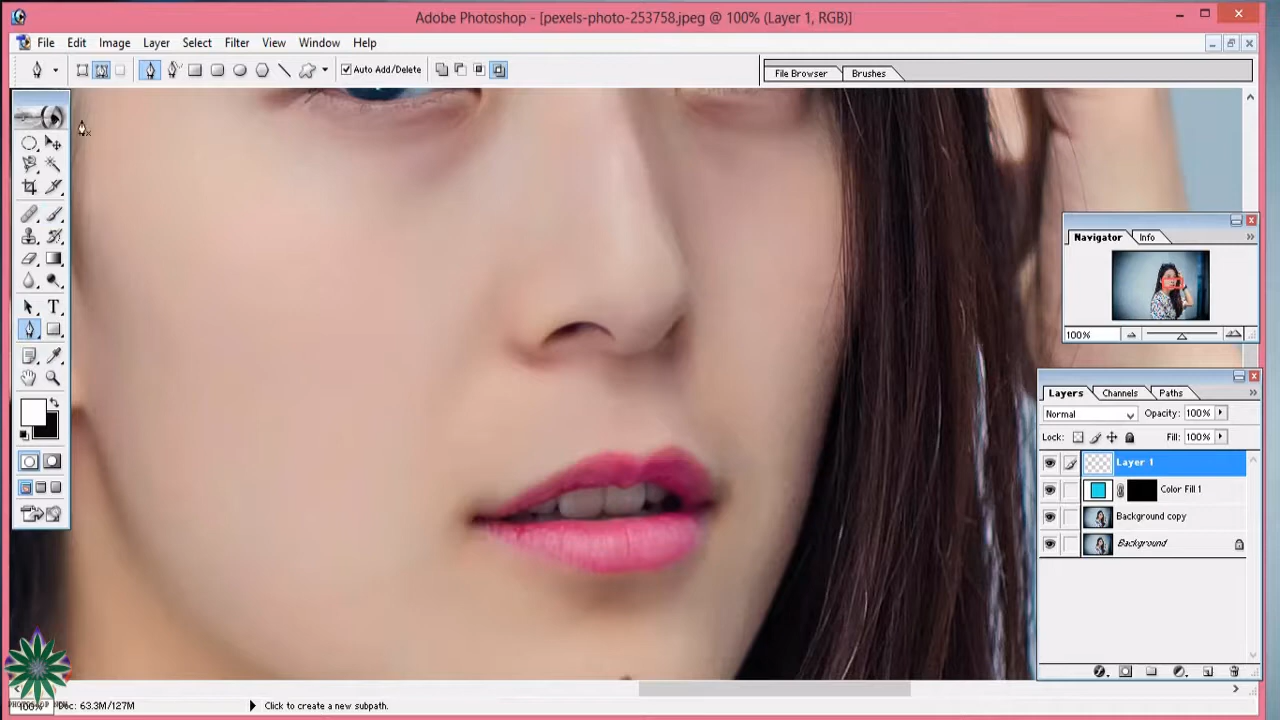 Adobe Photoshop - [pexels-photo-253758.jpeg @ 100% (Layer 1, RGB)]
File Edit Image Layer Select Filter View Window Help
Auto Add/Delete
File Browser Brushes
T
Navigator Info
100%
Layers Channels Paths
Normal Opacity: 100%
Lock: Fill: 100%
Layer 1
Color Fill 1
Background copy
Background
100% Doc: 63.3M/127M Click to create a new subpath.